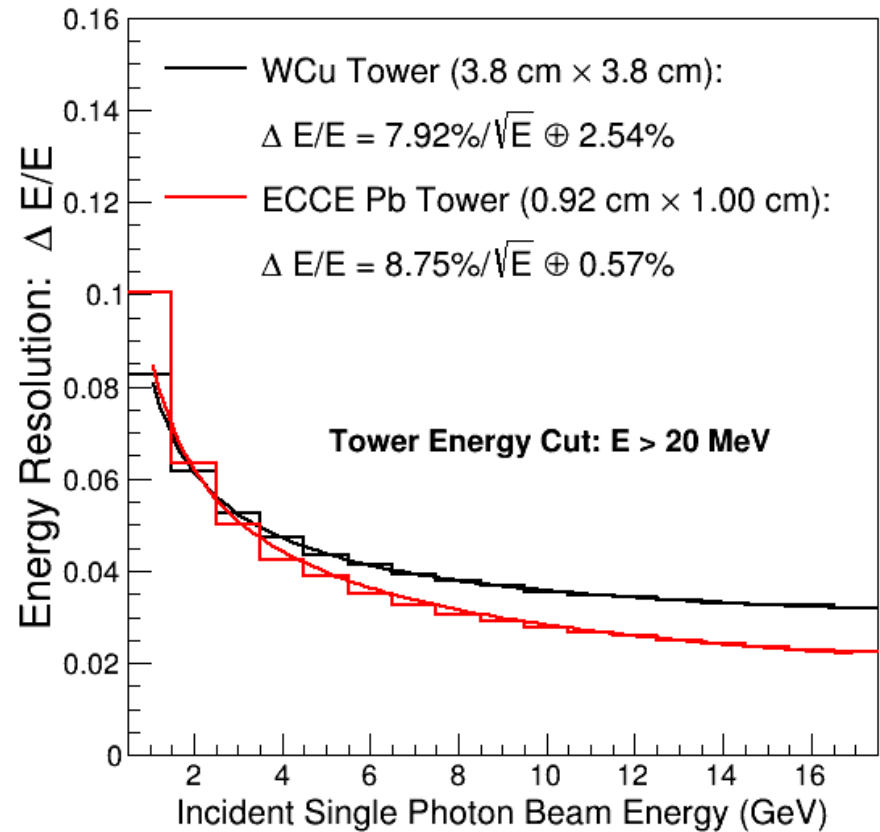 0.16
0.14
0.12
0.1
0.08
0.06
0.04
0.02
0
Energy Resolution: Δ E/E
WCu Tower (3.8 cm × 3.8 cm):
Δ E/E = 7.92%/√E ⊕ 2.54%
ECCE Pb Tower (0.92 cm × 1.00 cm):
Δ E/E = 8.75%/√E ⊕ 0.57%
Tower Energy Cut: E > 20 MeV
2 4 6 8 10 12 14 16
Incident Single Photon Beam Energy (GeV)